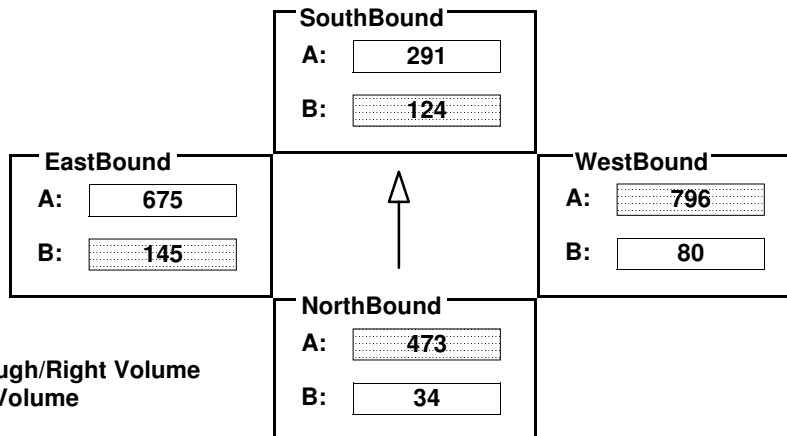 SouthBound
A: 291
B: 124
EastBound
A: 675
B: 145
WestBound
A: 796
B: 80
NorthBound
A: 473
B: 34
ugh/Right Volume
Volume